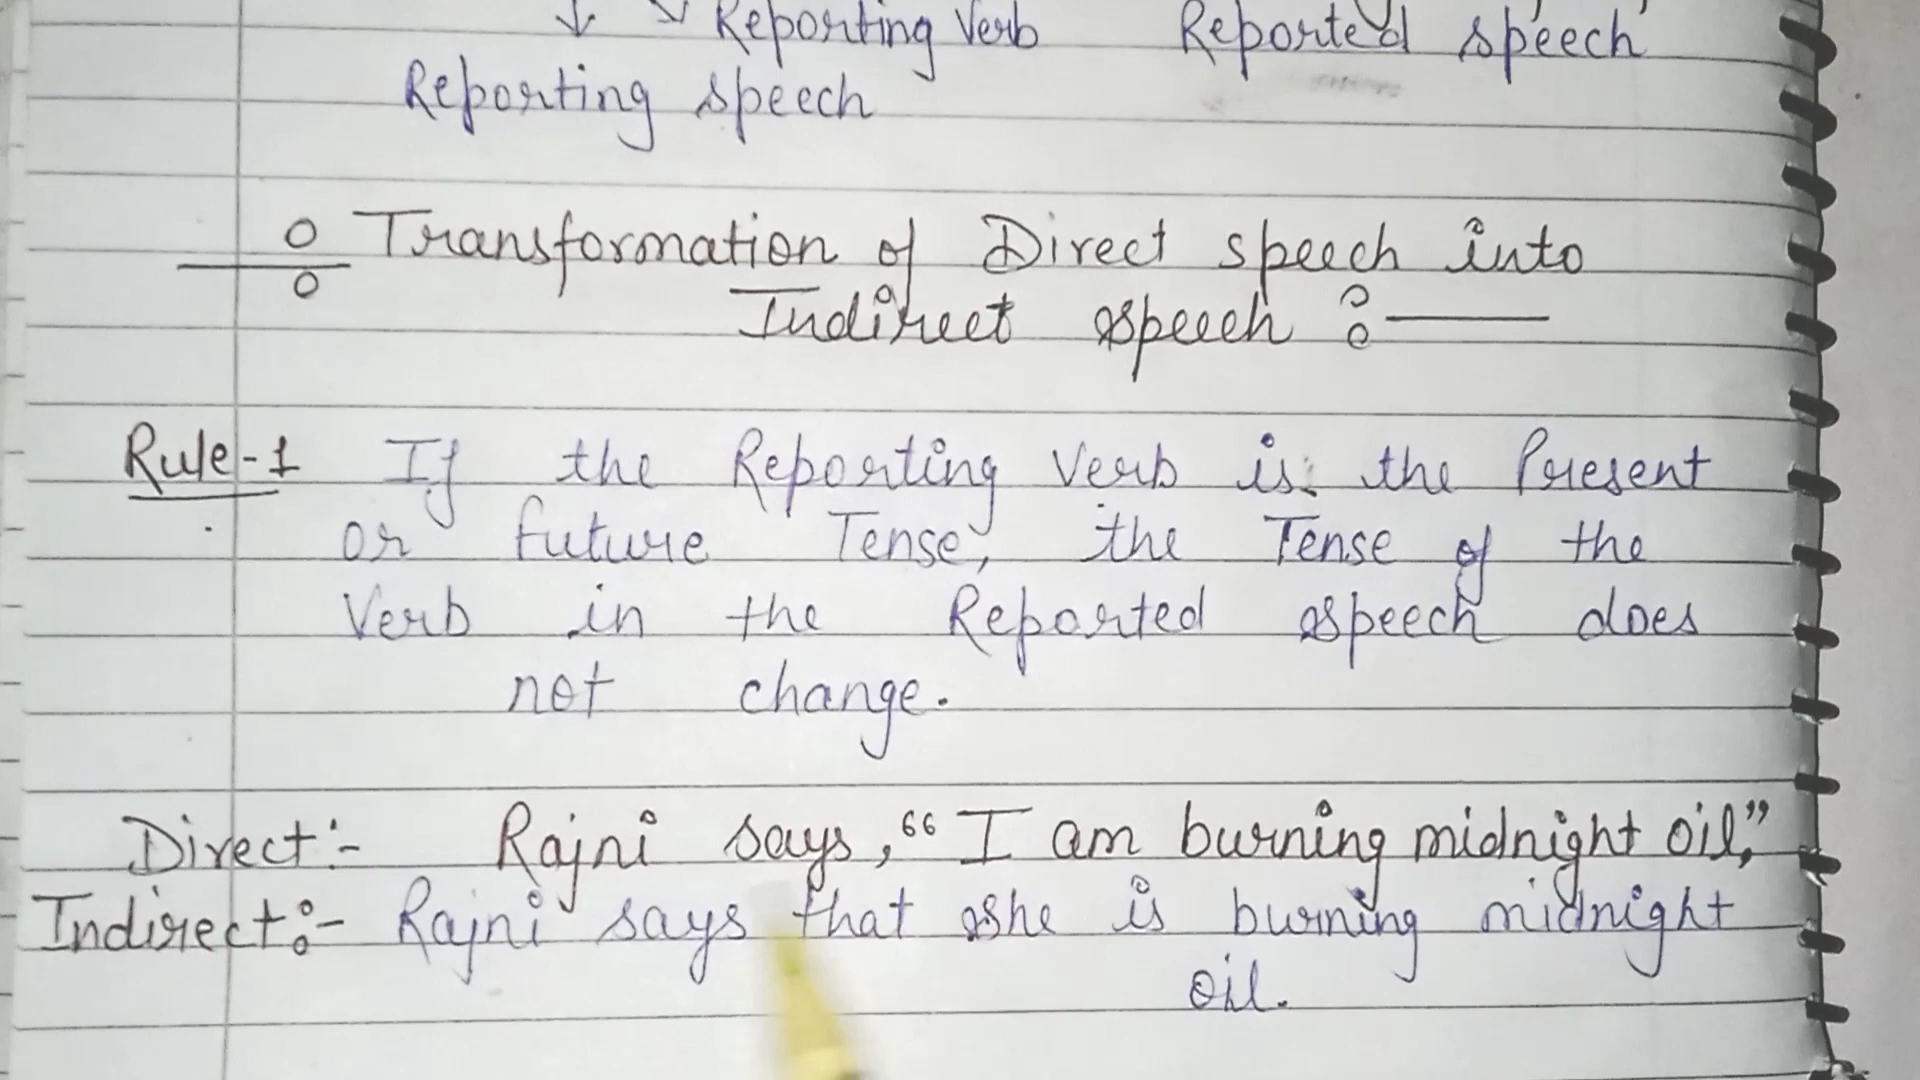 Reporting Verb Reported speech
Reporting speech
Transformation of Direct speech into
Indirect speech :—
Rule-1 If the Reporting Verb is the Present
or future Tense, the Tense of the
Verb in the Reported speech does
not change.
Direct:- Rajni says, “I am burning midnight oil,”
Indirect:- Rajni says that she is burning midnight
oil.